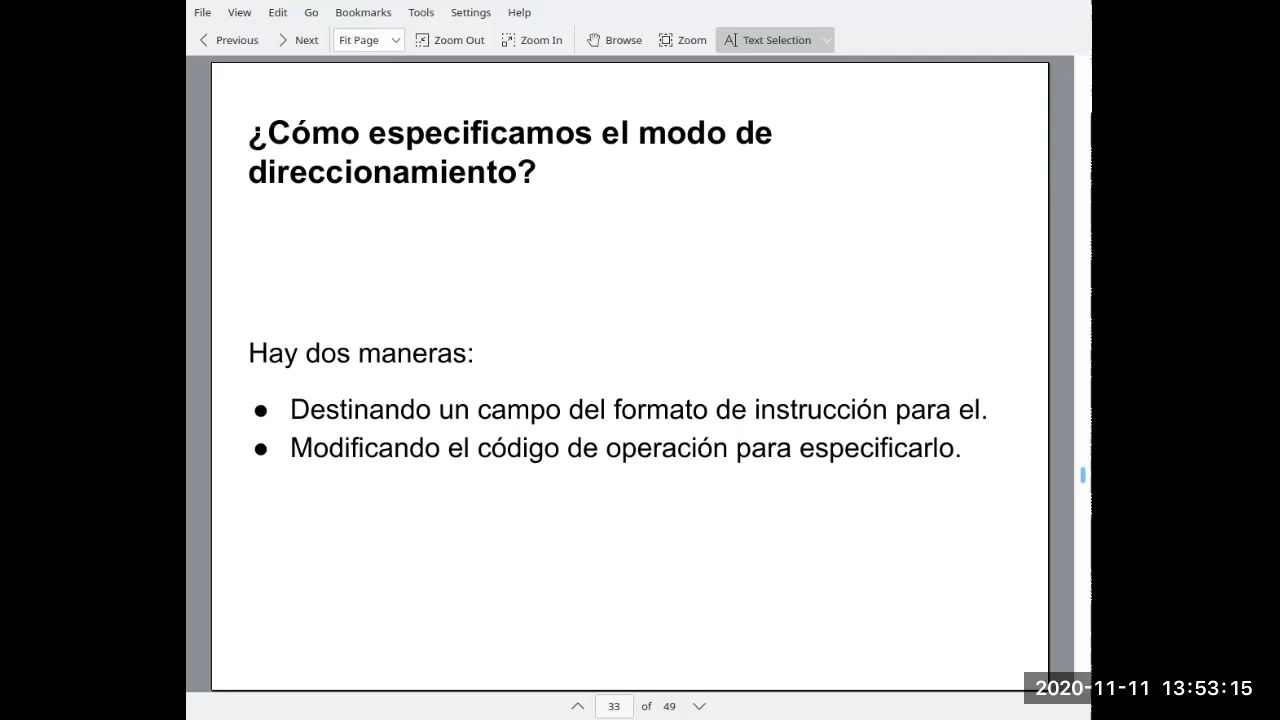 File View Edit Go Bookmarks Tools Settings Help
Previous Next Fit Page Zoom Out Zoom In Browse Zoom Text Selection
¿Cómo especificamos el modo de
direccionamiento?
Hay dos maneras:
● Destinando un campo del formato de instrucción para el.
● Modificando el código de operación para especificarlo.
2020-11-11 13:53:15
33 of 49